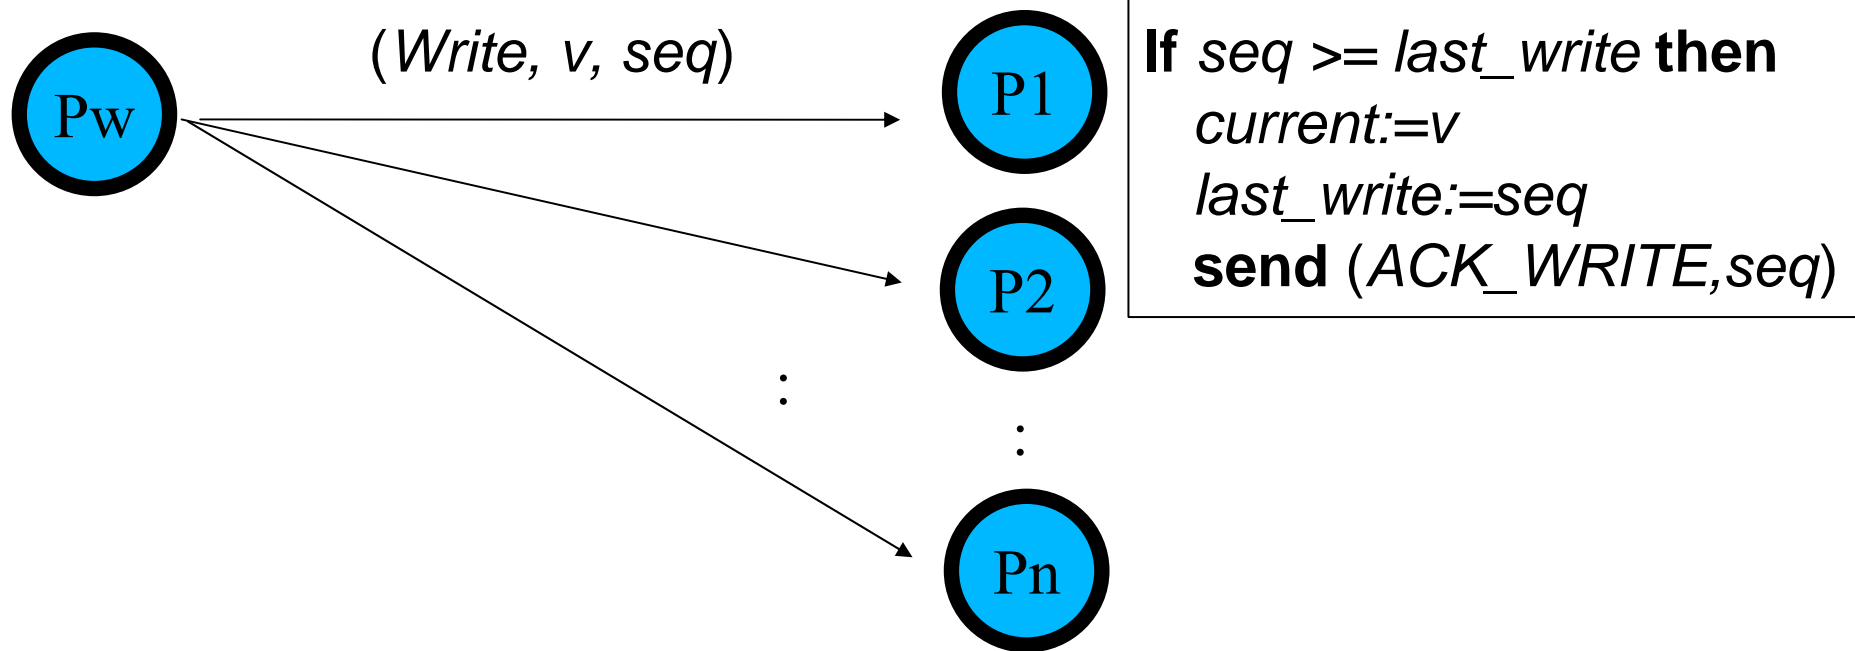 (Write, v, seq)
Pw
P1
P2
:
:
Pn
If seq >= last_write then
current:=v
last_write:=seq
send (ACK_WRITE,seq)